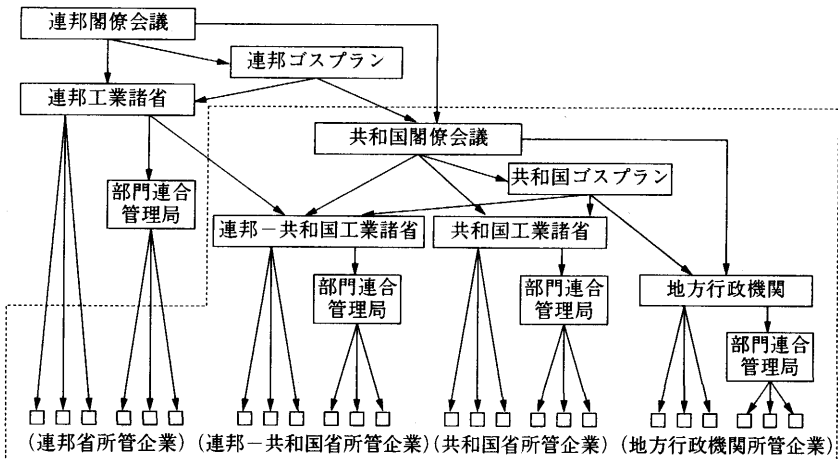 連邦閣僚会議
連邦ゴスプラン
連邦工業諸省
共和国閣僚会議
共和国ゴスプラン
部門連合
管理局
連邦－共和国工業諸省
共和国工業諸省
部門連合
管理局
部門連合
管理局
地方行政機関
部門連合
管理局
(連邦省所管企業)
(連邦－共和国省所管企業)
(共和国省所管企業)
(地方行政機関所管企業)